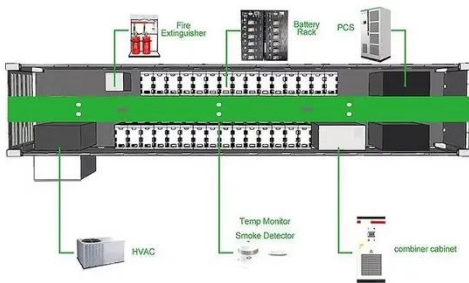 Fire
Extinguisher
Battery
Rack
PCS
HVAC
Temp Monitor
Smoke Detector
combiner cabinet